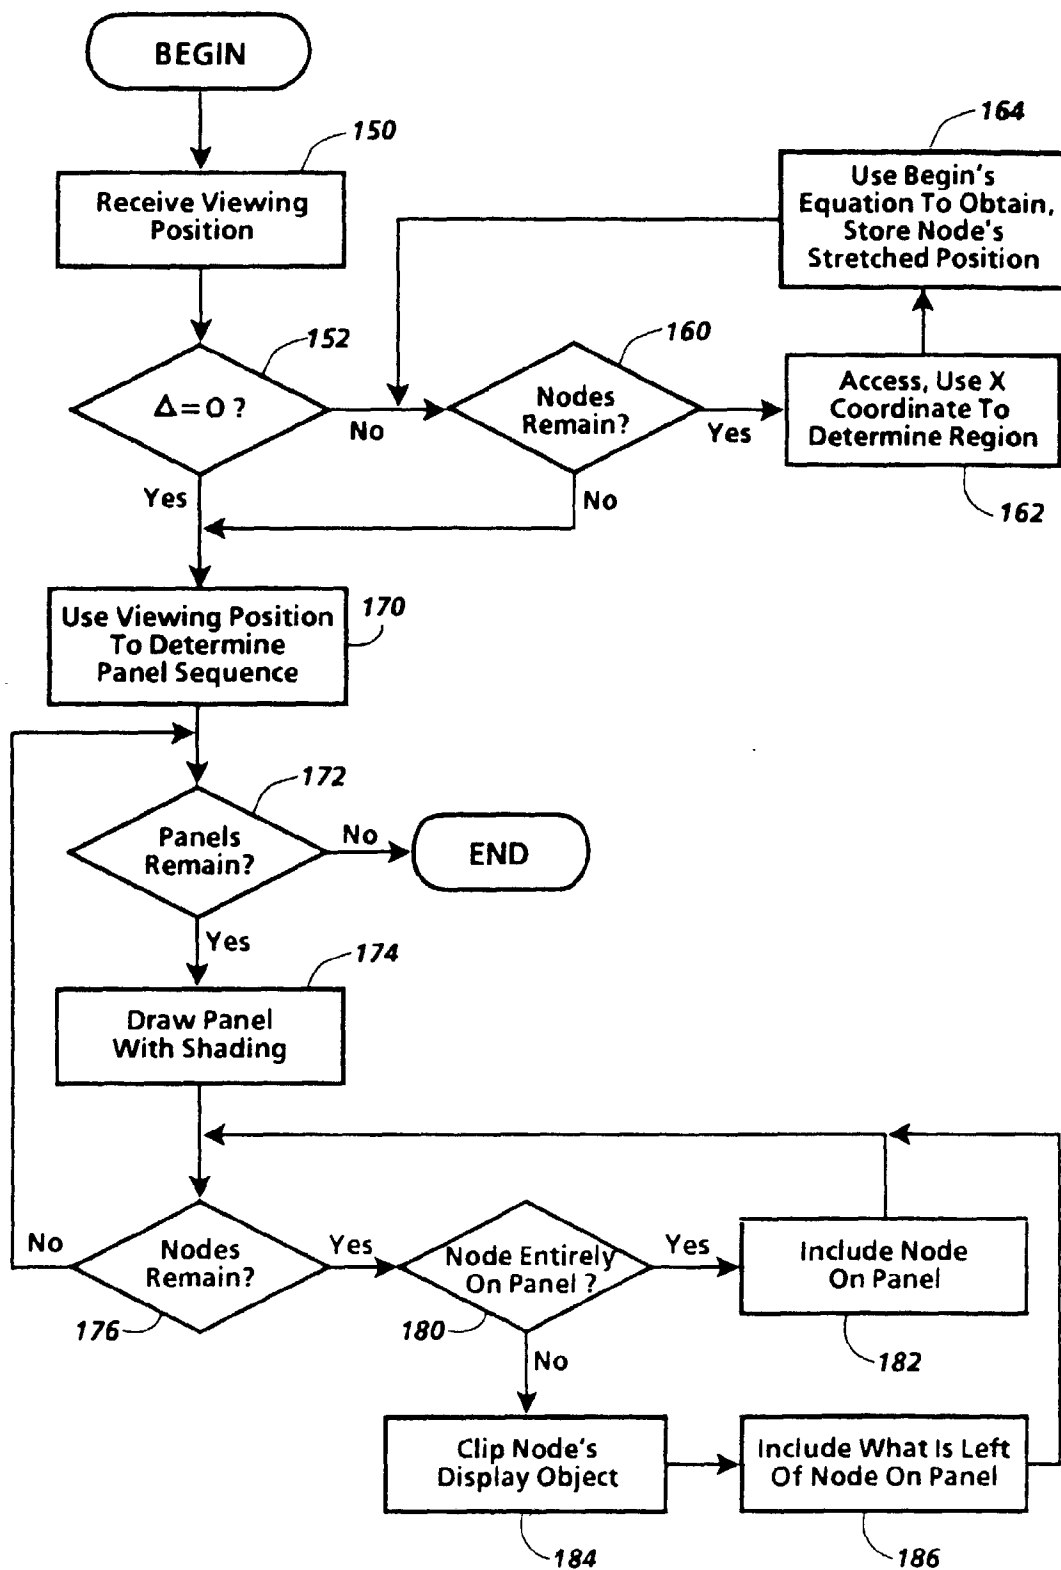 BEGIN
150
Receive Viewing
Position
152
Δ=0 ?
No
Yes
160
Nodes
Remain?
Yes
No
164
Use Begin's
Equation To Obtain,
Store Node's
Stretched Position
Access, Use X
Coordinate To
Determine Region
162
Use Viewing Position
To Determine
Panel Sequence
170
172
Panels
Remain?
No
END
Yes
174
Draw Panel
With Shading
No
Nodes
Remain?
176
Yes
Node Entirely
On Panel ?
180
Yes
Include Node
On Panel
182
No
Clip Node's
Display Object
184
Include What Is Left
Of Node On Panel
186